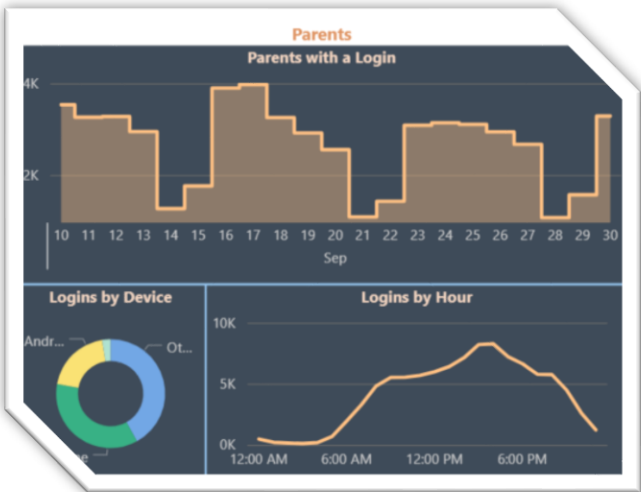 Parents
Parents with a Login
4K
2K
10 11 12 13 14 15 16 17 18 19 20 21 22 23 24 25 26 27 28 29 30
Sep
Logins by Device
Andr...
Ot...
Logins by Hour
10K
5K
0K
12:00 AM 6:00 AM 12:00 PM 6:00 PM